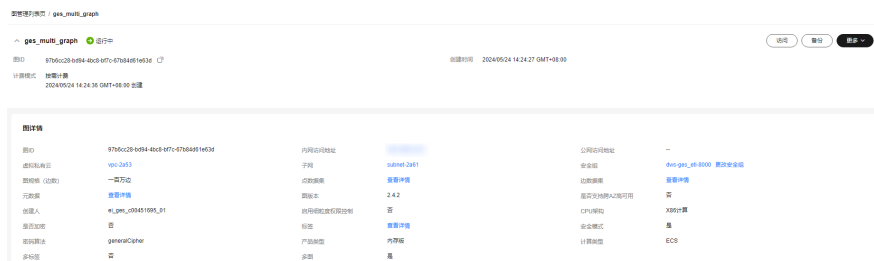 图管理列表页 / ges_multi_graph
ges_multi_graph 运行中 访问 备份 更多
图ID 97b6cc28-bd94-4bc8-bf7c-67b84d61e63d 创建时间 2024/05/24 14:24:27 GMT+08:00
计费模式 按需计费
2024/05/24 14:24:36 GMT+08:00 创建
图详情
图ID 97b6cc28-bd94-4bc8-bf7c-67b84d61e63d 内网访问地址 公网访问地址 --
虚拟私有云 vpc-2a53 子网 subnet-2a61 安全组 dws-ges_etl-8000 更改安全组
图规格（边数） 一百万边 点数据集 查看详情 边数据集 查看详情
元数据 查看详情 图版本 2.4.2 是否支持跨AZ高可用 否
创建人 ei_ges_c00451695_01 启用细粒度权限控制 否 CPU架构 X86计算
是否加密 否 标签 查看详情 安全模式 是
密码算法 generalCipher 产品类型 内存版 计算类型 ECS
多标签 否 多图 是